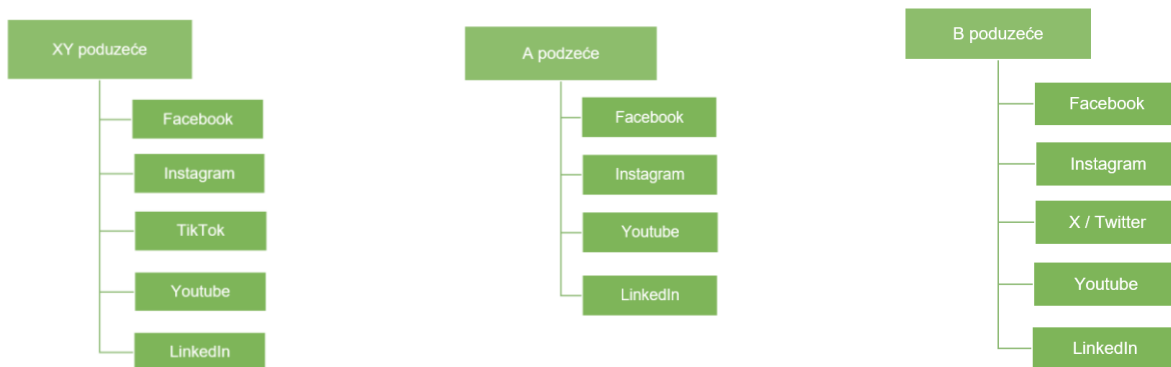 XY poduzeće
Facebook
Instagram
TikTok
Youtube
LinkedIn
A podzeće
Facebook
Instagram
Youtube
LinkedIn
B poduzeće
Facebook
Instagram
X / Twitter
Youtube
LinkedIn